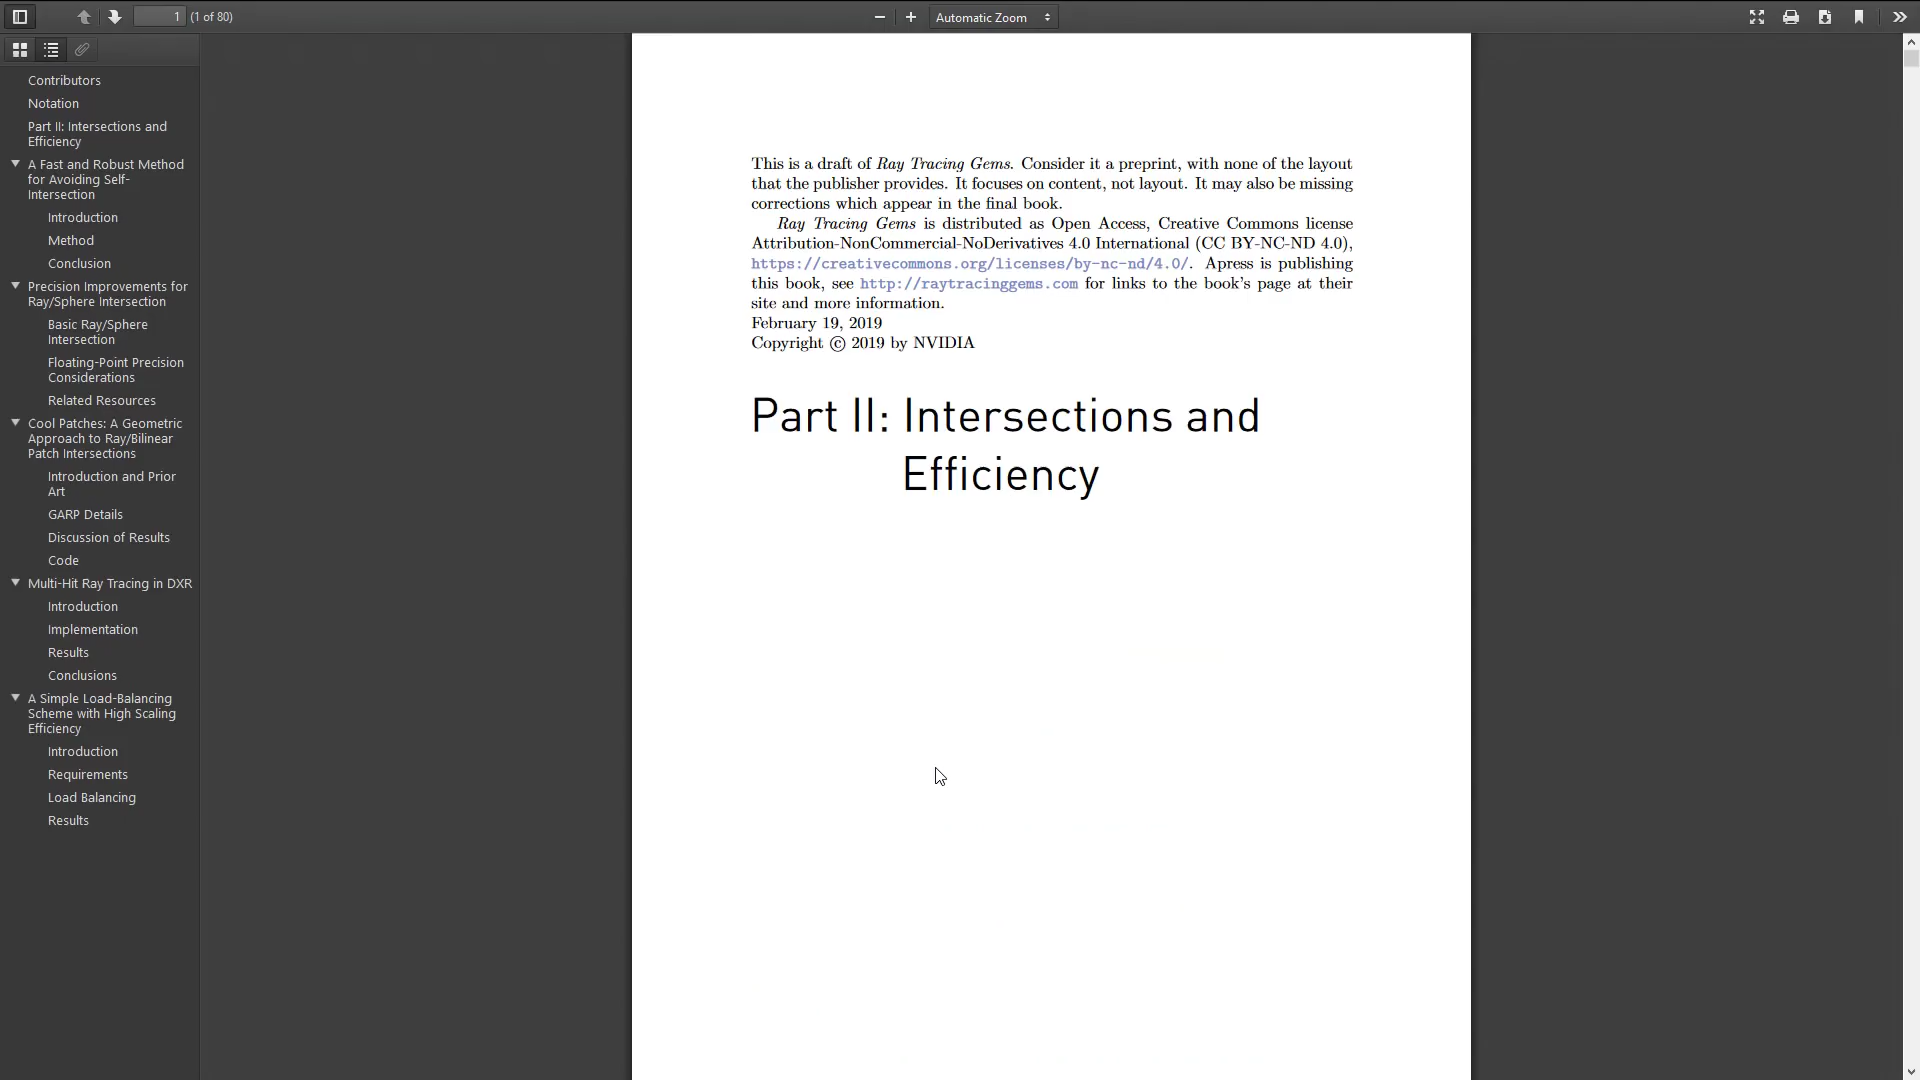 1 (1 of 80)
Automatic Zoom
Contributors
Notation
Part II: Intersections and
Efficiency
A Fast and Robust Method
for Avoiding Self-
Intersection
Introduction
Method
Conclusion
Precision Improvements for
Ray/Sphere Intersection
Basic Ray/Sphere
Intersection
Floating-Point Precision
Considerations
Related Resources
Cool Patches: A Geometric
Approach to Ray/Bilinear
Patch Intersections
Introduction and Prior
Art
GARP Details
Discussion of Results
Code
Multi-Hit Ray Tracing in DXR
Introduction
Implementation
Results
Conclusions
A Simple Load-Balancing
Scheme with High Scaling
Efficiency
Introduction
Requirements
Load Balancing
Results
This is a draft of Ray Tracing Gems. Consider it a preprint, with none of the layout
that the publisher provides. It focuses on content, not layout. It may also be missing
corrections which appear in the final book.
Ray Tracing Gems is distributed as Open Access, Creative Commons license
Attribution-NonCommercial-NoDerivatives 4.0 International (CC BY-NC-ND 4.0),
https://creativecommons.org/licenses/by-nc-nd/4.0/. Apress is publishing
this book, see http://raytracinggems.com for links to the book's page at their
site and more information.
February 19, 2019
Copyright © 2019 by NVIDIA
Part II: Intersections and
Efficiency